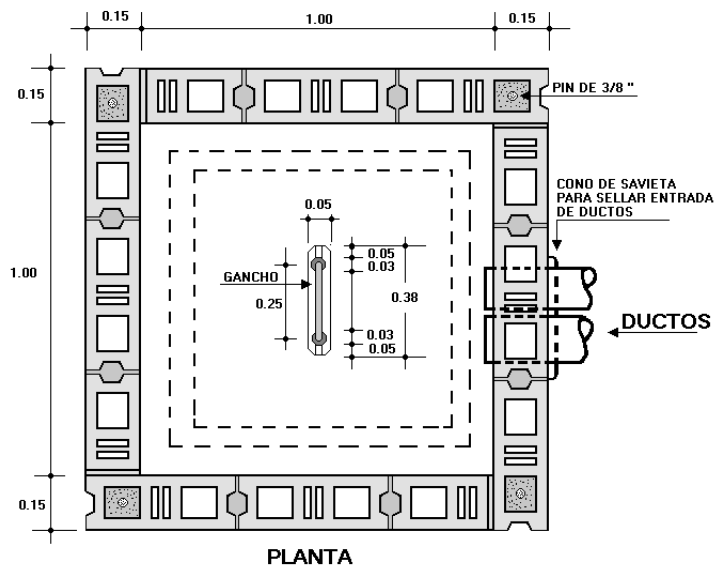 0.15
1.00
0.15
0.15
PIN DE 3/8 "
CONO DE SAVIETA
PARA SELLAR ENTRADA
DE DUCTOS
0.05
1.00
GANCHO
0.25
0.05
0.03
0.38
0.03
0.05
DUCTOS
0.15
PLANTA